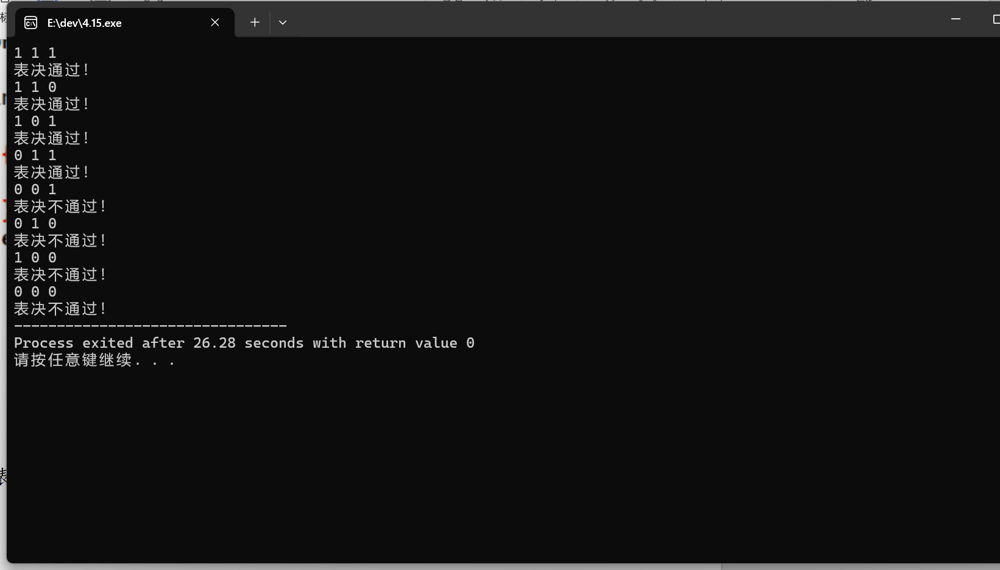 E:\dev\4.15.exe
1 1 1
表决通过!
1 1 0
表决通过!
1 0 1
表决通过!
0 1 1
表决通过!
0 0 1
表决不通过!
0 1 0
表决不通过!
1 0 0
表决不通过!
0 0 0
表决不通过!
--------------------------------
Process exited after 26.28 seconds with return value 0
请按任意键继续. . .